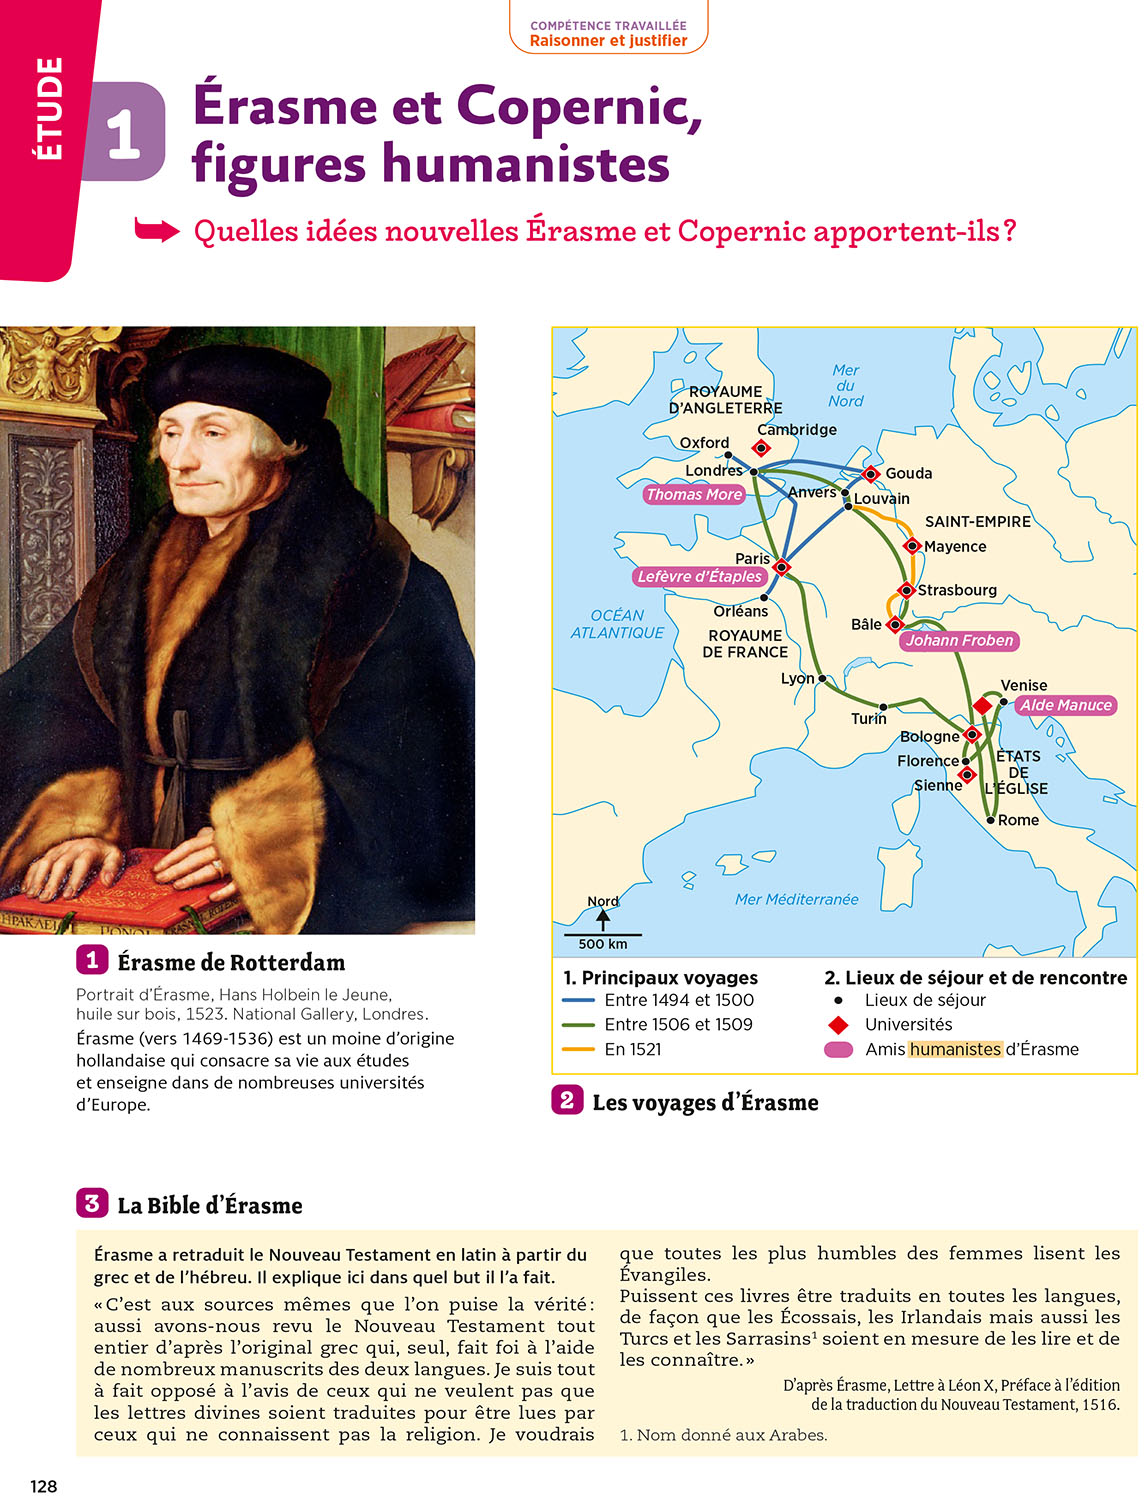 COMPÉTENCE TRAVAILLÉE
Raisonner et justifier
ÉTUDE
1
Érasme et Copernic,
figures humanistes
Quelles idées nouvelles Érasme et Copernic apportent-ils ?
1 Érasme de Rotterdam
Portrait d'Érasme, Hans Holbein le Jeune,
huile sur bois, 1523. National Gallery, Londres.
Érasme (vers 1469-1536) est un moine d'origine
hollandaise qui consacre sa vie aux études
et enseigne dans de nombreuses universités
d'Europe.
Mer
du
Nord
ROYAUME
D'ANGLETERRE
Cambridge
Oxford
Londres
Gouda
Thomas More
Anvers
Louvain
SAINT-EMPIRE
Mayence
Paris
Lefèvre d'Étaples
Strasbourg
Orléans
OCÉAN
ATLANTIQUE
Bâle
ROYAUME
DE FRANCE
Johann Froben
Lyon
Venise
Alde Manuce
Turin
Bologne
Florence
ÉTATS
DE
L'ÉGLISE
Sienne
Rome
Mer Méditerranée
Nord
500 km
1. Principaux voyages
Entre 1494 et 1500
Entre 1506 et 1509
En 1521
2. Lieux de séjour et de rencontre
Lieux de séjour
Universités
Amis humanistes d'Érasme
2 Les voyages d'Érasme
3 La Bible d'Érasme
Érasme a retraduit le Nouveau Testament en latin à partir du
grec et de l'hébreu. Il explique ici dans quel but il l'a fait.
« C'est aux sources mêmes que l'on puise la vérité :
aussi avons-nous revu le Nouveau Testament tout
entier d'après l'original grec qui, seul, fait foi à l'aide
de nombreux manuscrits des deux langues. Je suis tout
à fait opposé à l'avis de ceux qui ne veulent pas que
les lettres divines soient traduites pour être lues par
ceux qui ne connaissent pas la religion. Je voudrais
que toutes les plus humbles des femmes lisent les
Évangiles.
Puissent ces livres être traduits en toutes les langues,
de façon que les Écossais, les Irlandais mais aussi les
Turcs et les Sarrasins¹ soient en mesure de les lire et de
les connaître. »
D'après Érasme, Lettre à Léon X, Préface à l'édition
de la traduction du Nouveau Testament, 1516.
1. Nom donné aux Arabes.
128